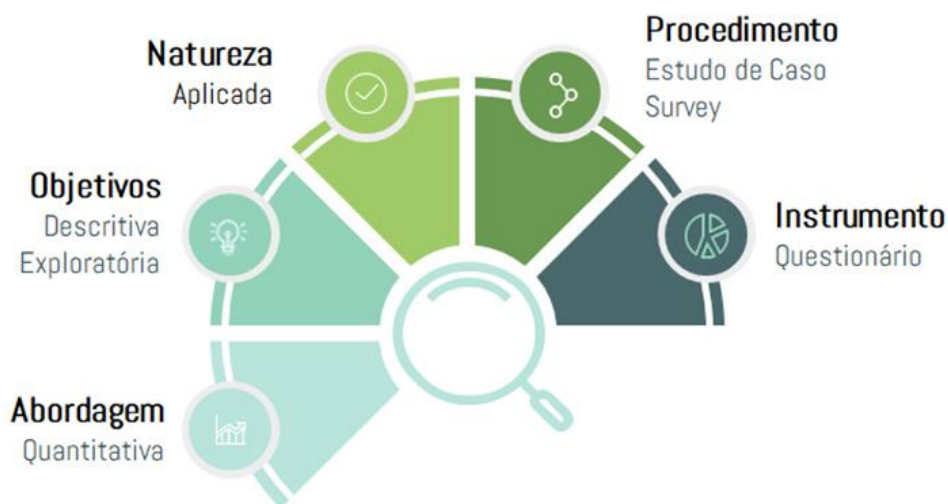 Natureza
Aplicada
Procedimento
Estudo de Caso
Survey
Objetivos
Descritiva
Exploratória
Instrumento
Questionário
Abordagem
Quantitativa